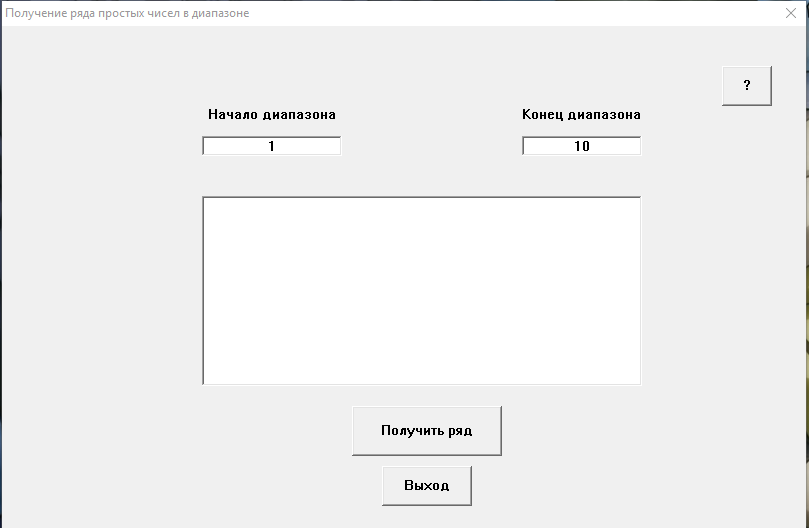 Получение ряда простых чисел в диапазоне
?
Начало диапазона
Конец диапазона
1
10
Получить ряд
Выход